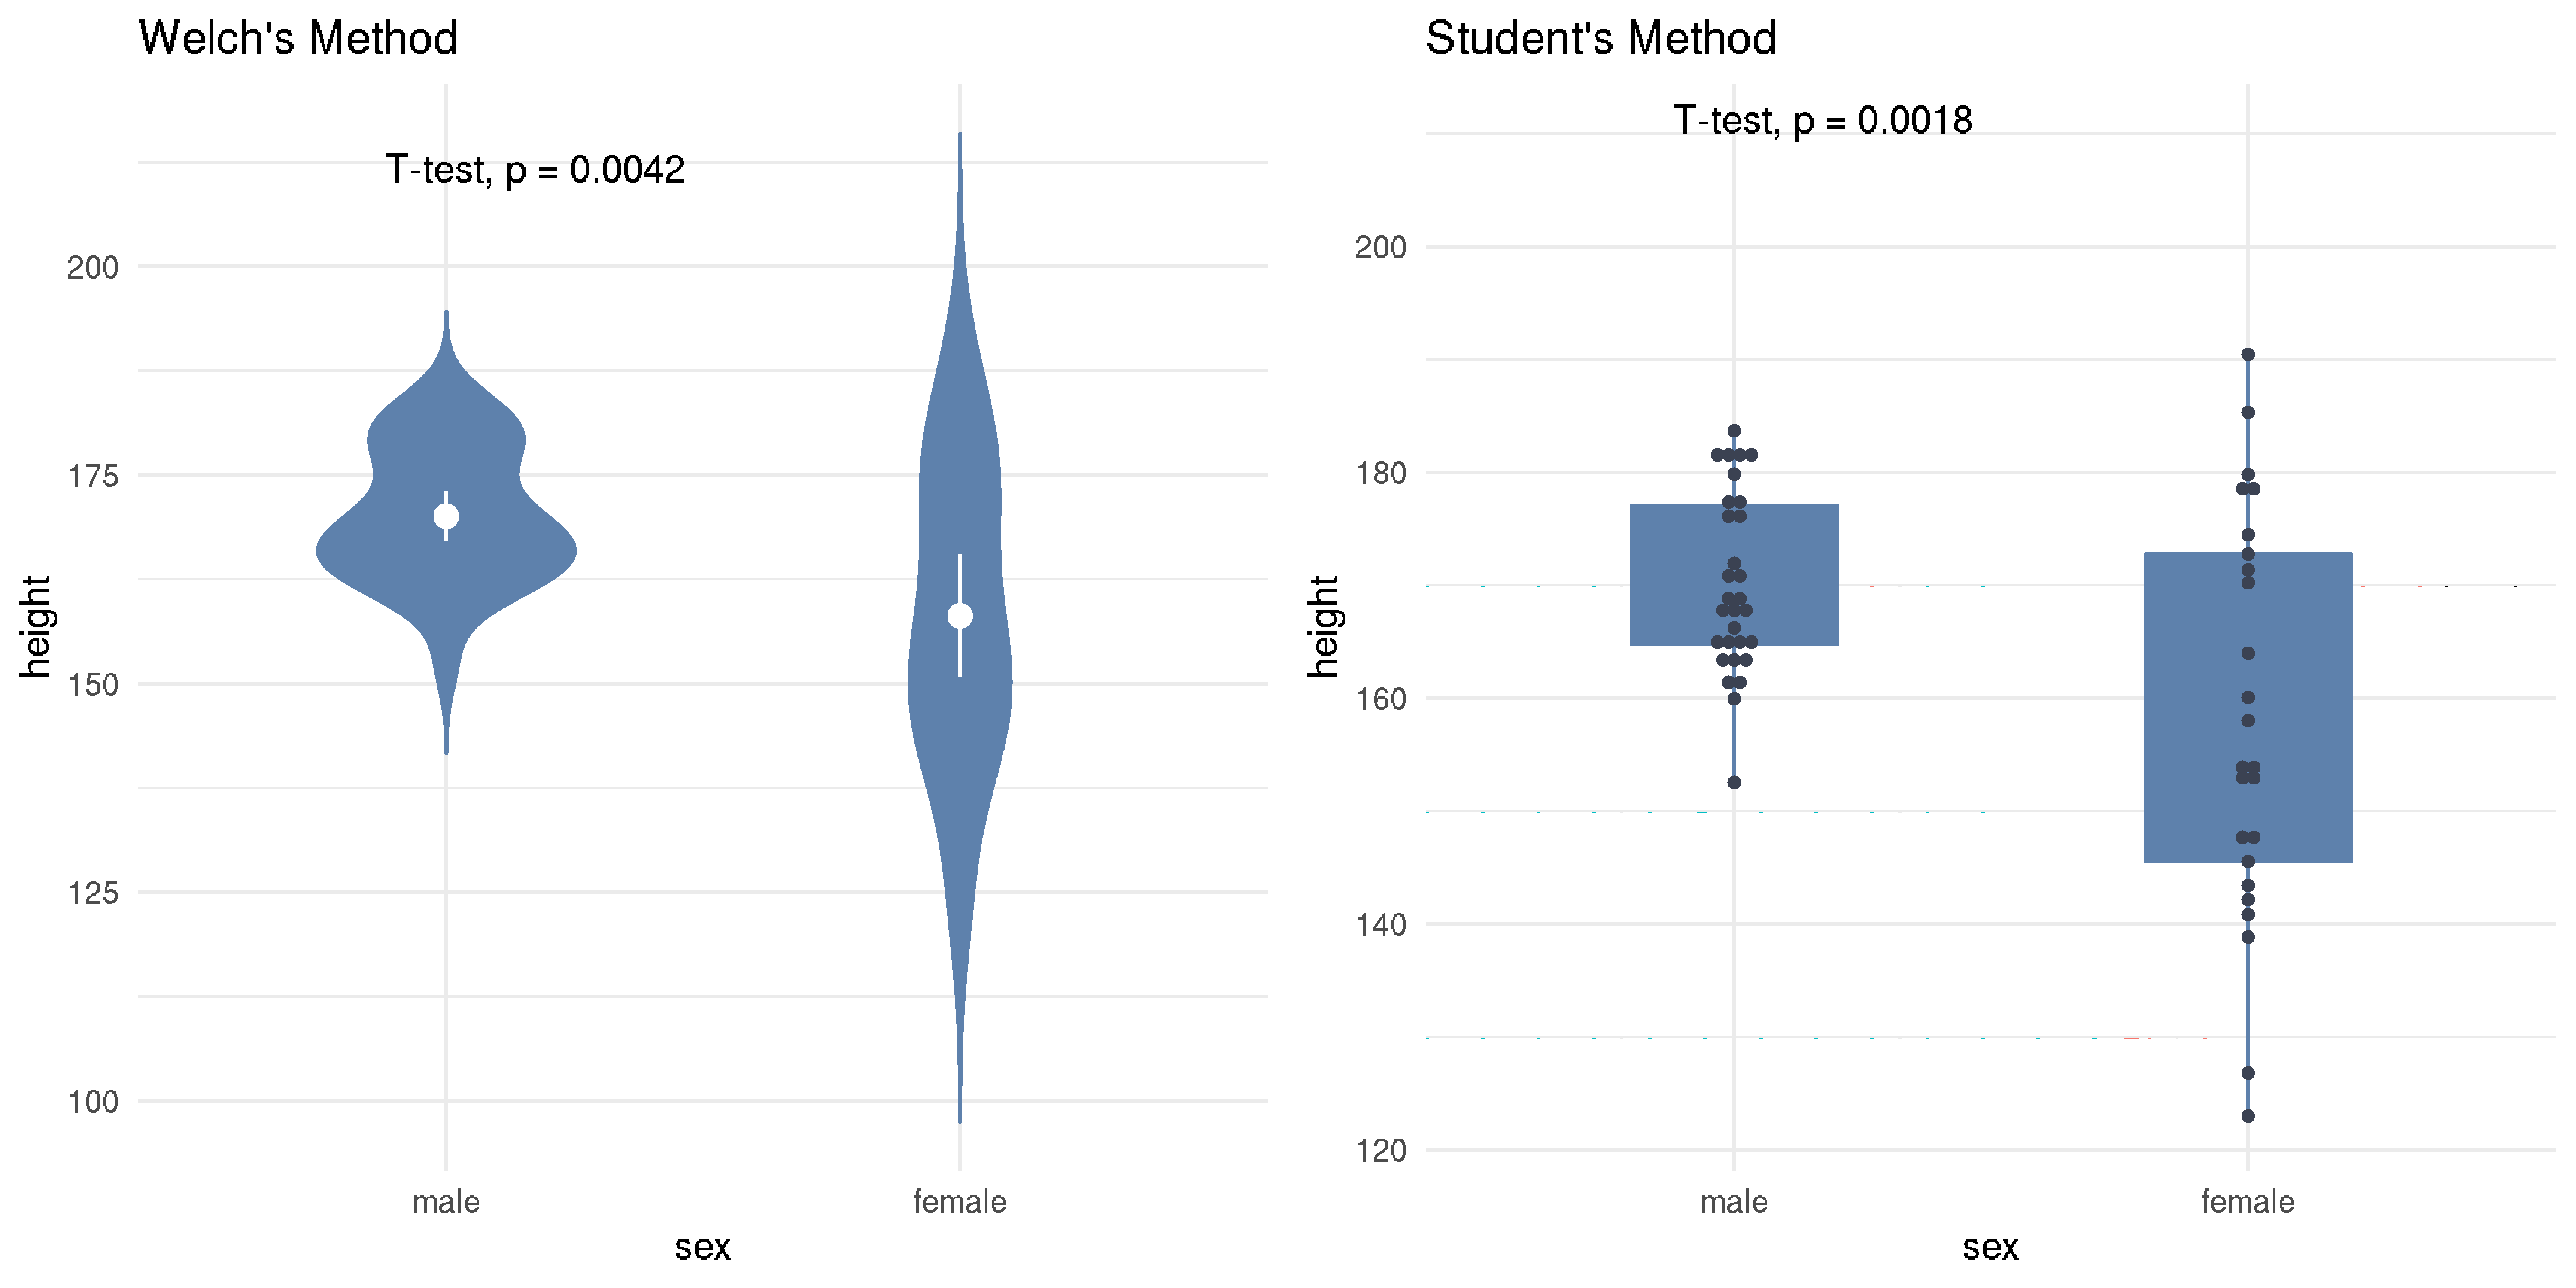 Welch's Method
T-test, p = 0.0042
200
175
150
125
100
height
male
female
sex
Student's Method
T-test, p = 0.0018
200
180
160
140
120
height
male
female
sex